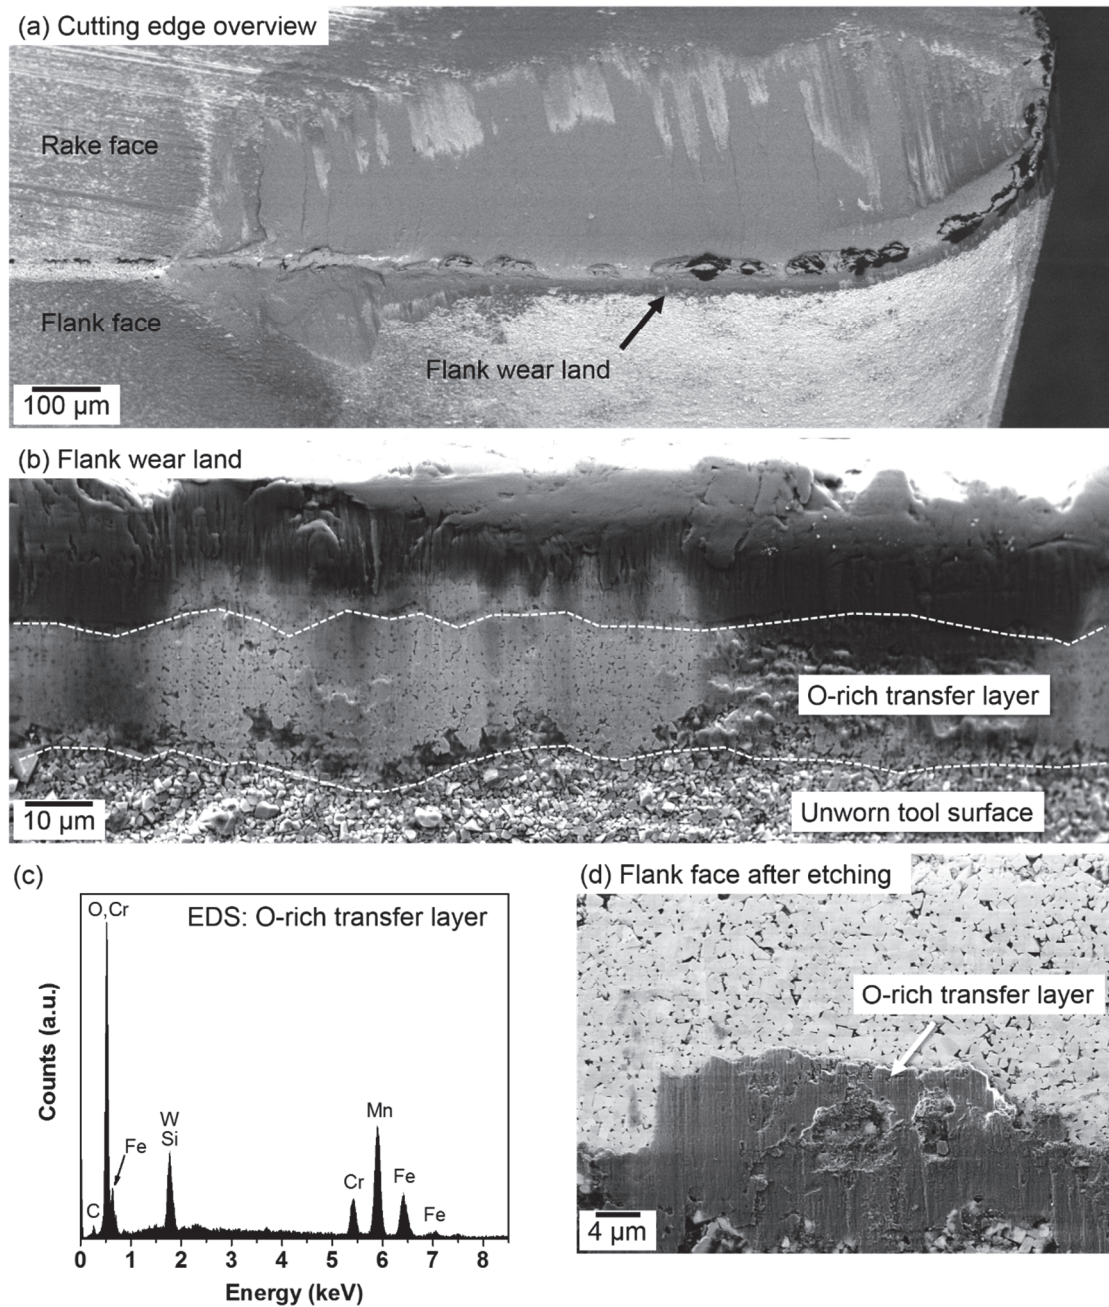 (a) Cutting edge overview
Rake face
Flank face
Flank wear land
100 µm
(b) Flank wear land
O-rich transfer layer
10 µm
Unworn tool surface
(c)
EDS: O-rich transfer layer
O,Cr
Fe
C
W
Si
Cr
Mn
Fe
Fe
Counts (a.u.)
0 1 2 3 4 5 6 7 8
Energy (keV)
(d) Flank face after etching
O-rich transfer layer
4 µm